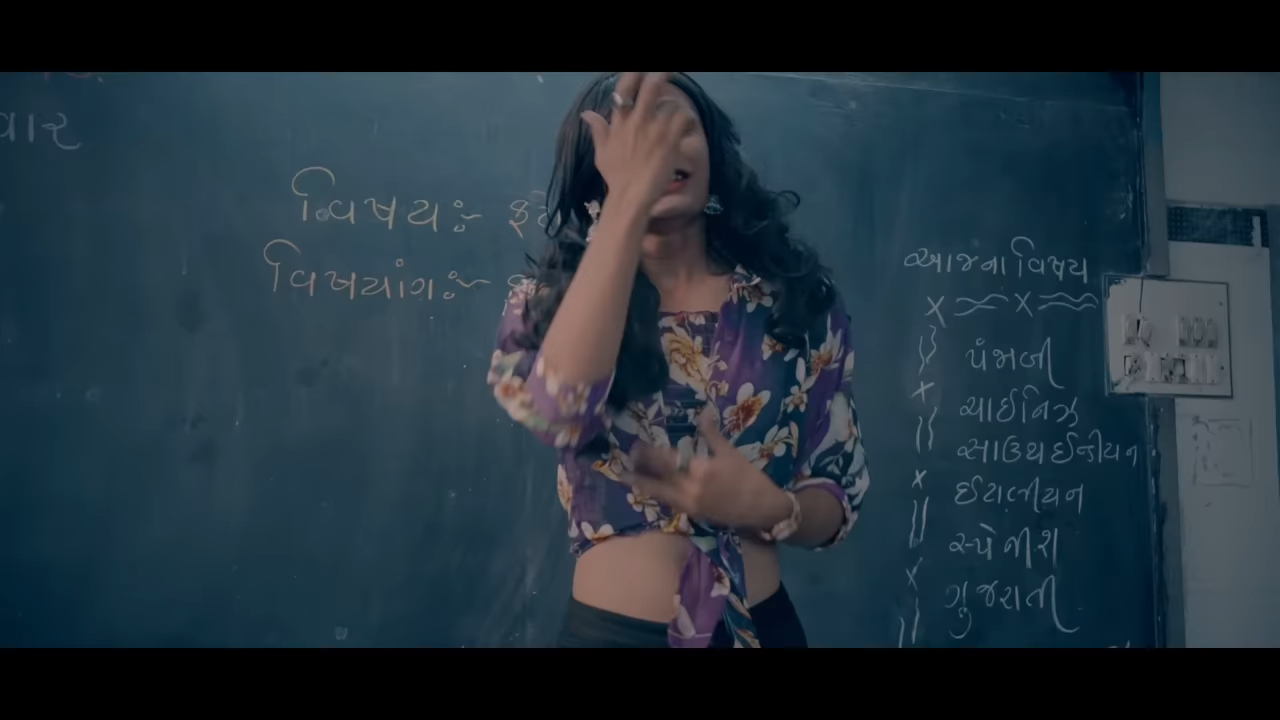 વાર
વિષય:-
વિષયાંગ:-
આજના વિષય
પંજાબી
ચાઈનિઝ
સાઉથ ઈન્ડીયન
ઈટાલીયન
સ્પેનીશ
ગુજરાતી